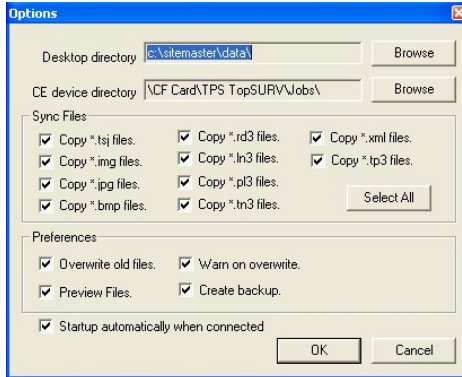 Options
Desktop directory c:\sitemaster\data\ Browse
CE device directory \CF Card\TPS TopSURV\Jobs\ Browse
Sync Files
Copy *.tsj files. Copy *.rd3 files. Copy *.xml files.
Copy *.img files. Copy *.ln3 files. Copy *.tp3 files.
Copy *.jpg files. Copy *.pl3 files.
Copy *.bmp files. Copy *.tn3 files. Select All
Preferences
Overwrite old files. Warn on overwrite.
Preview Files. Create backup.
Startup automatically when connected
OK Cancel